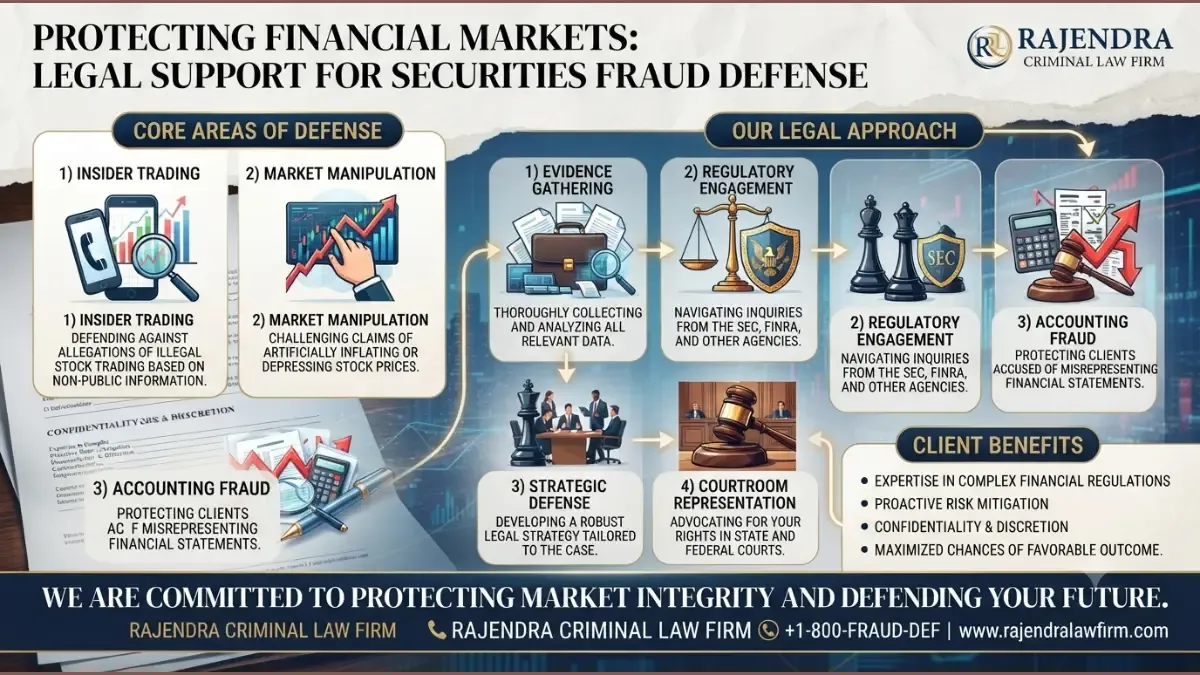 PROTECTING FINANCIAL MARKETS:
LEGAL SUPPORT FOR SECURITIES FRAUD DEFENSE
RAJENDRA
CRIMINAL LAW FIRM
CORE AREAS OF DEFENSE
1) INSIDER TRADING
1) INSIDER TRADING
DEFENDING AGAINST
ALLEGATIONS OF ILLEGAL
STOCK TRADING BASED ON
NON-PUBLIC INFORMATION.
2) MARKET MANIPULATION
2) MARKET MANIPULATION
CHALLENGING CLAIMS OF
ARTIFICIALLY INFLATING OR
DEPRESSING STOCK PRICES.
CONFIDENTIALITY & DISCRETION
3) ACCOUNTING FRAUD
PROTECTING CLIENTS
AC F MISREPRESENTING
FINANCIAL STATEMENTS.
OUR LEGAL APPROACH
1) EVIDENCE
GATHERING
THOROUGHLY COLLECTING
AND ANALYZING ALL
RELEVANT DATA.
2) REGULATORY
ENGAGEMENT
NAVIGATING INQUIRIES
FROM THE SEC, FINRA,
AND OTHER AGENCIES.
SEC
2) REGULATORY
ENGAGEMENT
NAVIGATING INQUIRIES
FROM THE SEC, FINRA,
AND OTHER AGENCIES.
3) ACCOUNTING
FRAUD
PROTECTING CLIENTS
ACCUSED OF MISREPRESENTING
FINANCIAL STATEMENTS.
3) STRATEGIC
DEFENSE
DEVELOPING A ROBUST
LEGAL STRATEGY TAILORED
TO THE CASE.
4) COURTROOM
REPRESENTATION
ADVOCATING FOR YOUR
RIGHTS IN STATE AND
FEDERAL COURTS.
CLIENT BENEFITS
• EXPERTISE IN COMPLEX FINANCIAL REGULATIONS
• PROACTIVE RISK MITIGATION
• CONFIDENTIALITY & DISCRETION
• MAXIMIZED CHANCES OF FAVORABLE OUTCOME.
WE ARE COMMITTED TO PROTECTING MARKET INTEGRITY AND DEFENDING YOUR FUTURE.
RAJENDRA CRIMINAL LAW FIRM RAJENDRA CRIMINAL LAW FIRM +1-800-FRAUD-DEF | www.rajendralawfirm.com